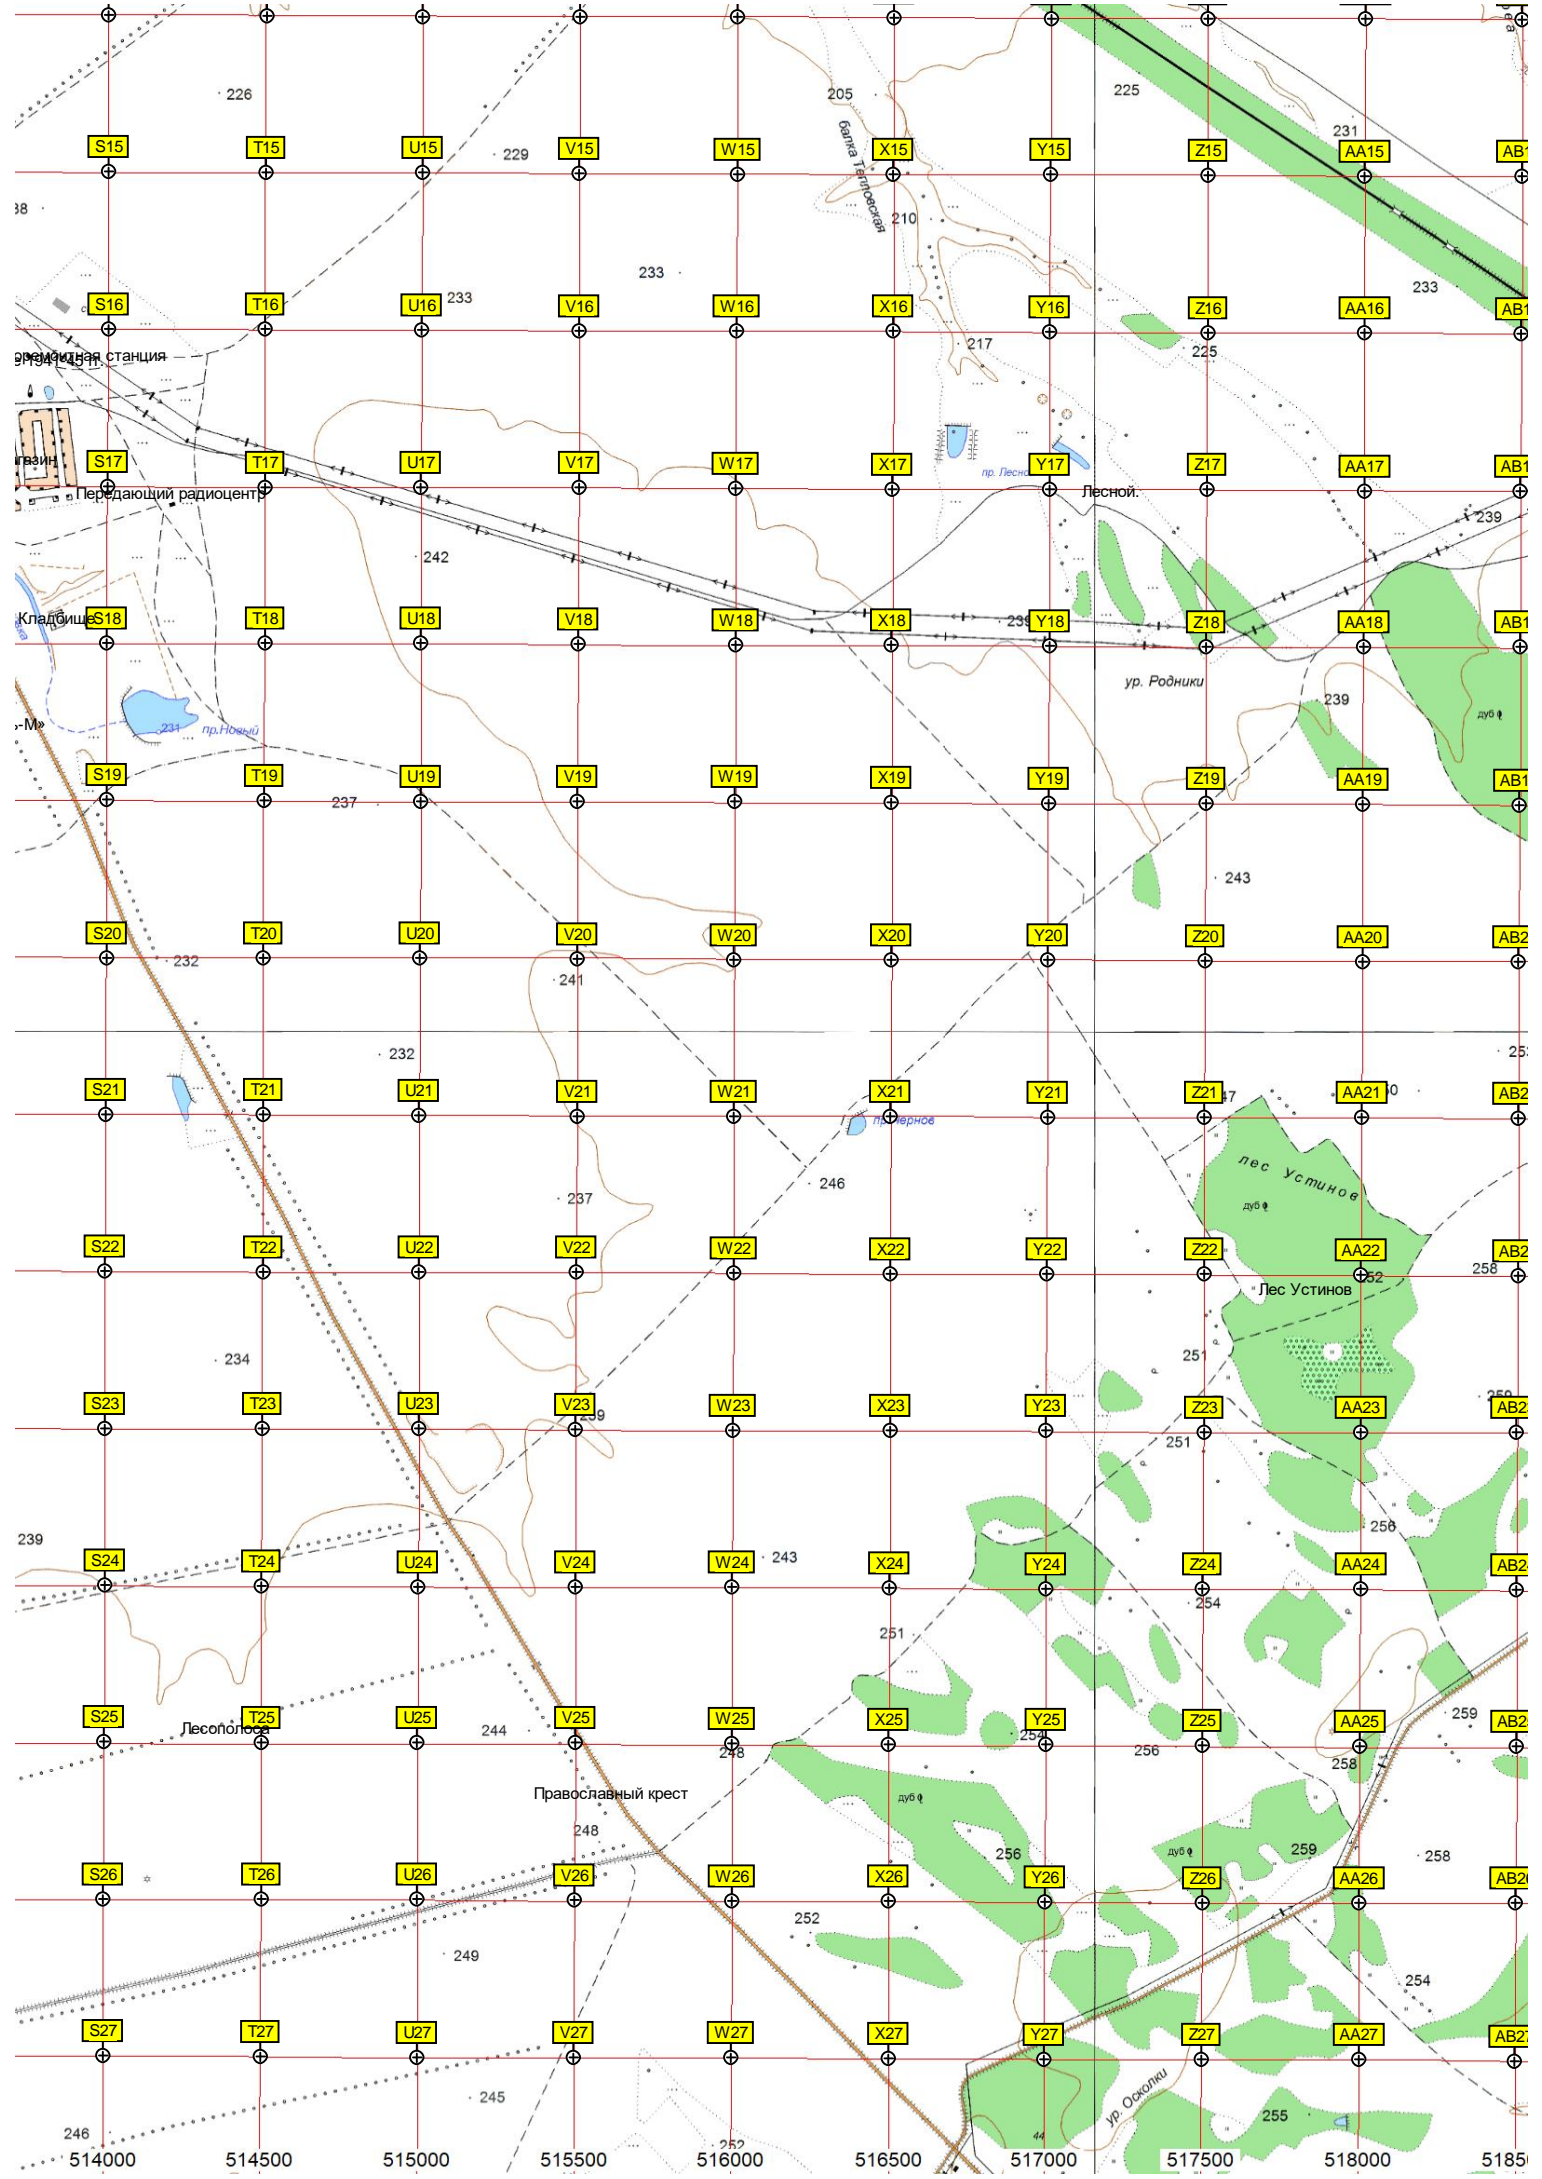 226
205
225
231
S15 T15 U15 V15 W15 X15 Y15 Z15 AA15
229
балка Тепловская
210
233
233
233
S16 T16 U16 V16 W16 X16 Y16 Z16 AA16
217
225
станция
S17 T17 U17 V17 W17 X17 Y17 Z17 AA17
пр. Лесно
Передающий радиоцентр
Лесной.
239
242
Кладбище
S18 T18 U18 V18 W18 X18 Y18 Z18 AA18
239
ур. Родники
239
дуб
231
пр.Новый
S19 T19 U19 V19 W19 X19 Y19 Z19 AA19
237
243
S20 T20 U20 V20 W20 X20 Y20 Z20 AA20
232
241
232
S21 T21 U21 V21 W21 X21 Y21 Z21 AA21
лес Устинов
246
237
дуб
S22 T22 U22 V22 W22 X22 Y22 Z22 AA22
258
Лес Устинов
234
251
S23 T23 U23 V23 W23 X23 Y23 Z23 AA23
259
251
239
256
S24 T24 U24 V24 W24 X24 Y24 Z24 AA24
243
254
251
S25 T25 U25 V25 W25 X25 Y25 Z25 AA25
259
Лесополоса
244
248
254
256
258
Православный крест
дуб
248
256
дуб
259
258
S26 T26 U26 V26 W26 X26 Y26 Z26 AA26
252
249
254
S27 T27 U27 V27 W27 X27 Y27 Z27 AA27
AB27
245
ур. Осколки
255
246
252
44
514000 514500 515000 515500 516000 516500 517000 517500 518000